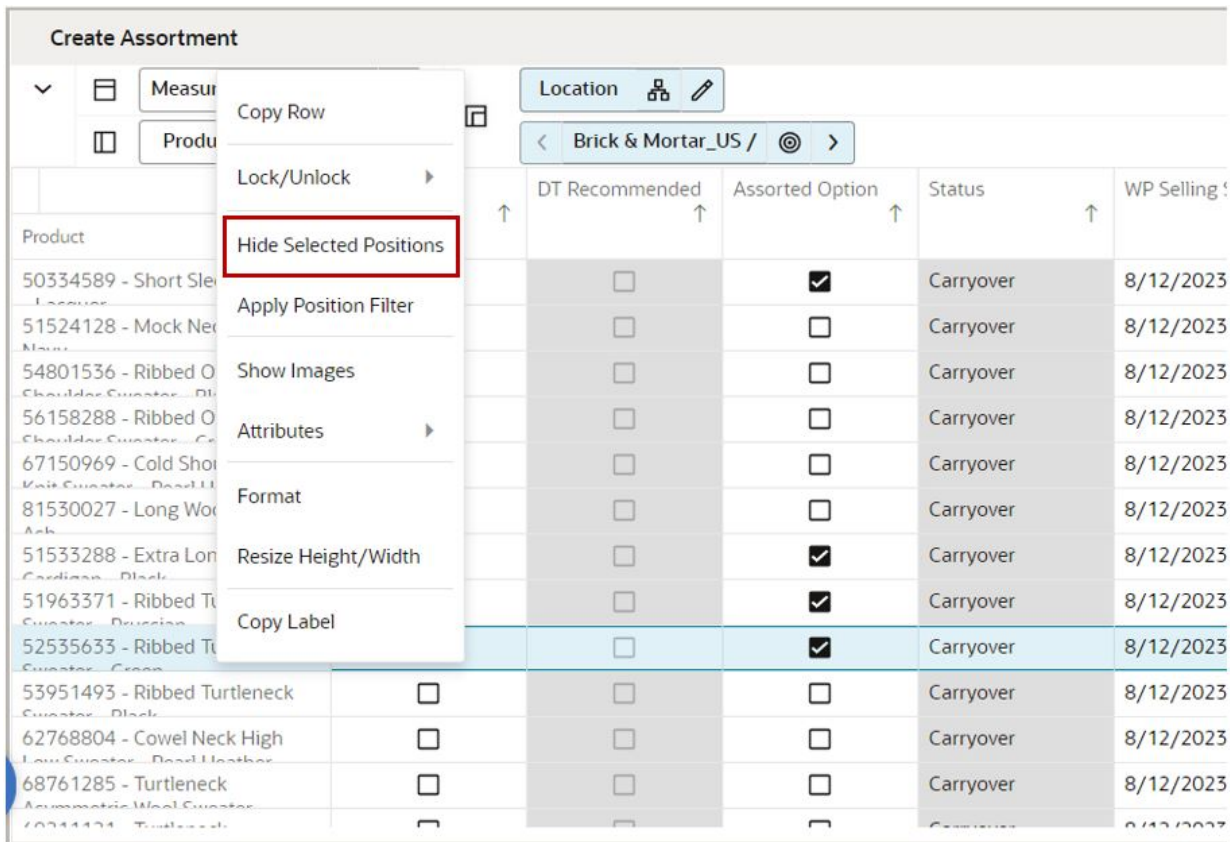 Create Assortment
Measur
Location
Produ
Brick & Mortar_US /
Copy Row
Lock/Unlock
Hide Selected Positions
Apply Position Filter
Show Images
Attributes
Format
Resize Height/Width
Copy Label
Product
DT Recommended
Assorted Option
Status
WP Selling
50334589 - Short Slee
Carryover
8/12/2023
51524128 - Mock Nec
Carryover
8/12/2023
54801536 - Ribbed O
Carryover
8/12/2023
56158288 - Ribbed O
Carryover
8/12/2023
67150969 - Cold Shou
Carryover
8/12/2023
81530027 - Long Woo
Carryover
8/12/2023
51533288 - Extra Lon
Carryover
8/12/2023
51963371 - Ribbed Tu
Carryover
8/12/2023
52535633 - Ribbed Tu
Carryover
8/12/2023
53951493 - Ribbed Turtleneck
Carryover
8/12/2023
62768804 - Cowel Neck High
Carryover
8/12/2023
68761285 - Turtleneck
Carryover
8/12/2023